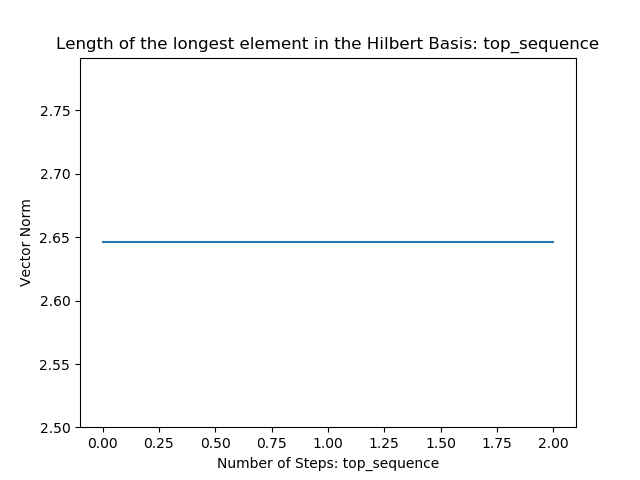 Length of the longest element in the Hilbert Basis: top_sequence
Vector Norm
2.75
2.70
2.65
2.60
2.55
2.50
0.00 0.25 0.50 0.75 1.00 1.25 1.50 1.75 2.00
Number of Steps: top_sequence